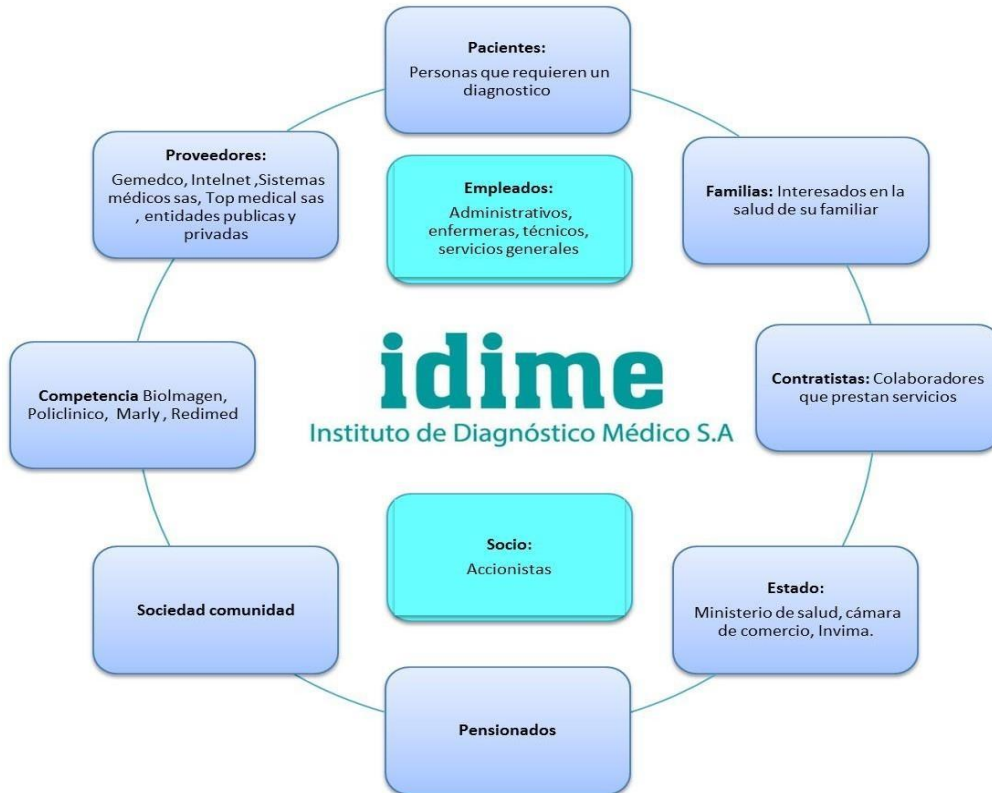 Pacientes:
Personas que requieren un
diagnostico
Proveedores:
Gemedco, Intelnet ,Sistemas
médicos sas, Top medical sas
, entidades publicas y
privadas
Empleados:
Administrativos,
enfermeras, técnicos,
servicios generales
Familias: Interesados en la
salud de su familiar
Competencia BioImagen,
Policlinico, Marly , Redimed
idime
Instituto de Diagnóstico Médico S.A
Contratistas: Colaboradores
que prestan servicios
Sociedad comunidad
Socio:
Accionistas
Estado:
Ministerio de salud, cámara
de comercio, Invima.
Pensionados